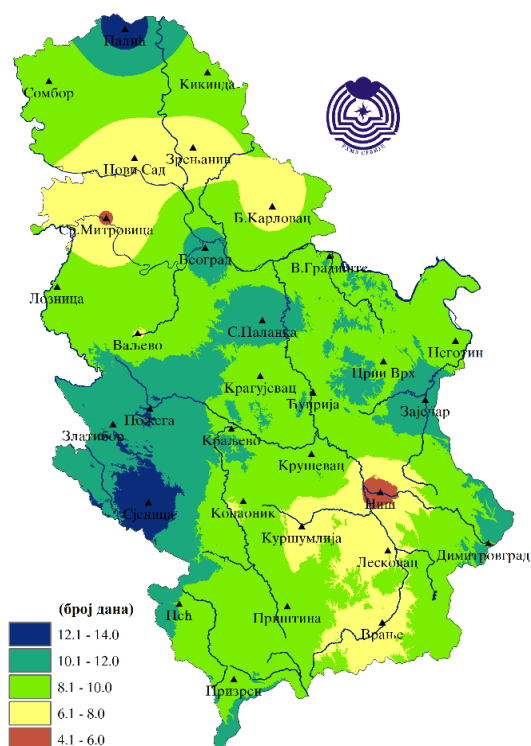 Палић
Сомбор
Кикинда
Зрењанин
Нови Сад
РХМЗ СРБИЈЕ
Б.Карловац
Ср.Митровица
Београд
В.Градиште
Лозница
С.Паланка
Ваљево
Неготин
Црни Врх
Крагујевац
Ћуприја
Зајечар
Пожега
Златибор
Краљево
Крушевац
Ниш
Сјеница
Копаоник
Куршумлија
Димитровград
Лесковац
Пећ
Приштина
Врање
Призрен
(број дана)
12.1 - 14.0
10.1 - 12.0
8.1 - 10.0
6.1 - 8.0
4.1 - 6.0